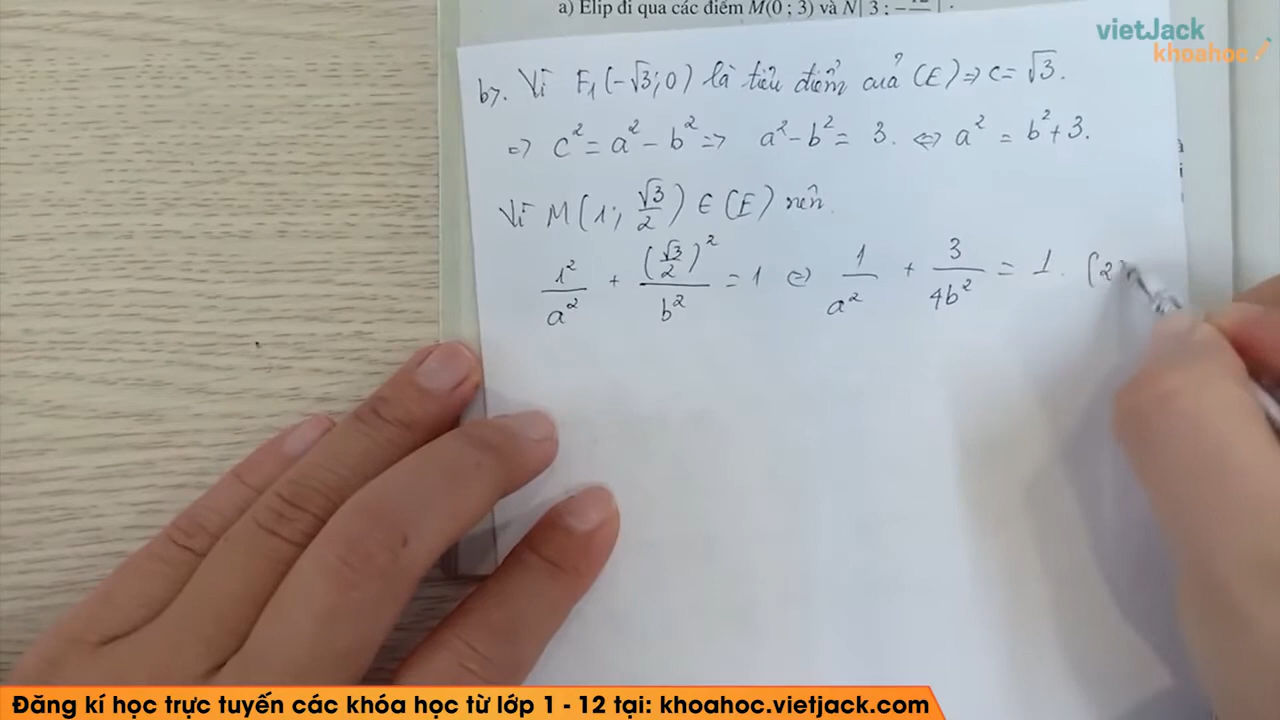 a) Elip đi qua các điểm M(0 ; 3) và N( 3 ; −
vietJack
khoahoc
b>. Vì F₁(-√3; 0) là tiêu điểm của (E) => c = √3.
=> c² = a² - b² => a² - b² = 3. <=> a² = b² + 3.
Vì M(1; √3/2) ∈ (E) nên
1²/a² + (√3/2)²/b² = 1 <=> 1/a² + 3/4b² = 1. (2)
Đăng kí học trực tuyến các khóa học từ lớp 1 - 12 tại: khoahoc.vietjack.com